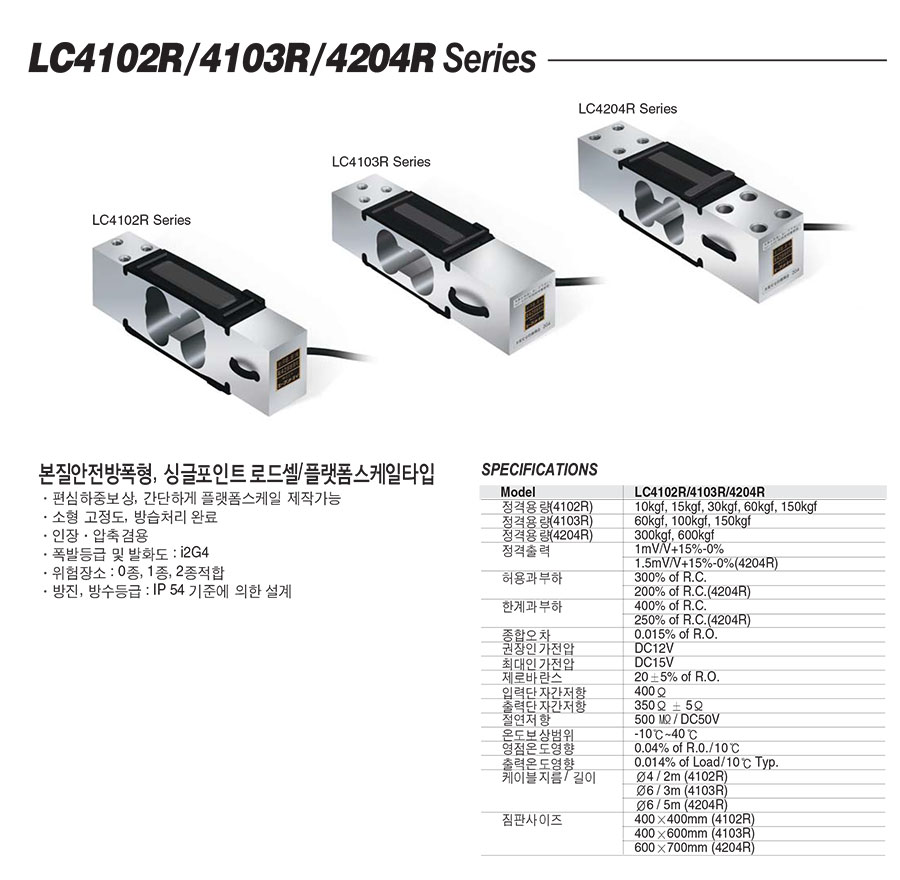 LC4102R/4103R/4204R Series
LC4204R Series
LC4103R Series
LC4102R Series
본질안전방폭형, 싱글포인트 로드셀/플랫폼스케일타입
· 편심하중보상, 간단하게 플랫폼스케일 제작가능
· 소형 고정도, 방습처리 완료
· 인장 · 압축겸용
· 폭발등급 및 발화도 : i2G4
· 위험장소 : 0종, 1종, 2종적합
· 방진, 방수등급 : IP 54 기준에 의한 설계
SPECIFICATIONS
Model LC4102R/4103R/4204R
정격용량(4102R) 10kgf, 15kgf, 30kgf, 60kgf, 150kgf
정격용량(4103R) 60kgf, 100kgf, 150kgf
정격용량(4204R) 300kgf, 600kgf
정격출력 1mV/V+15%-0%
1.5mV/V+15%-0%(4204R)
허용과부하 300% of R.C.
200% of R.C.(4204R)
한계과부하 400% of R.C.
250% of R.C.(4204R)
종합오차 0.015% of R.O.
권장인가전압 DC12V
최대인가전압 DC15V
제로바란스 20±5% of R.O.
입력단자간저항 400Ω
출력단자간저항 350Ω ± 5Ω
절연저항 500 ㏁ / DC50V
온도보상범위 -10℃~40℃
영점온도영향 0.04% of R.0./10℃
출력온도영향 0.014% of Load/10℃ Typ.
케이블지름 / 길이 Ø4 / 2m (4102R)
Ø6 / 3m (4103R)
Ø6 / 5m (4204R)
짐판사이즈 400×400mm (4102R)
400×600mm (4103R)
600×700mm (4204R)